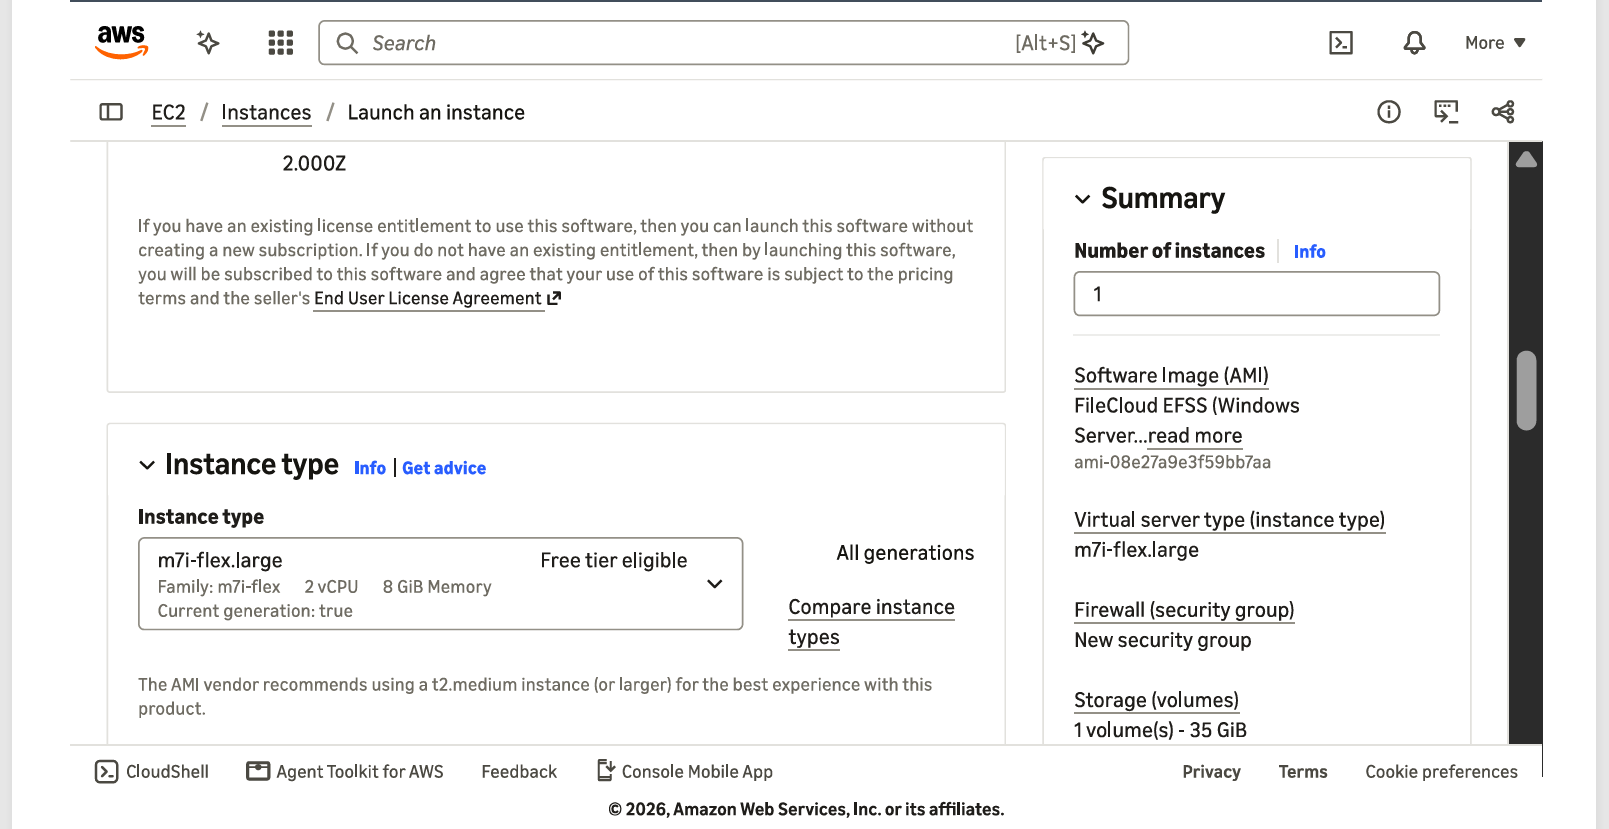 aws
Search [Alt+S]
More
EC2 / Instances / Launch an instance
2.000Z
If you have an existing license entitlement to use this software, then you can launch this software without
creating a new subscription. If you do not have an existing entitlement, then by launching this software,
you will be subscribed to this software and agree that your use of this software is subject to the pricing
terms and the seller's End User License Agreement
Instance type Info | Get advice
Instance type
m7i-flex.large Free tier eligible
Family: m7i-flex 2 vCPU 8 GiB Memory
Current generation: true
All generations
Compare instance
types
The AMI vendor recommends using a t2.medium instance (or larger) for the best experience with this
product.
Summary
Number of instances Info
1
Software Image (AMI)
FileCloud EFSS (Windows
Server...read more
ami-08e27a9e3f59bb7aa
Virtual server type (instance type)
m7i-flex.large
Firewall (security group)
New security group
Storage (volumes)
1 volume(s) - 35 GiB
CloudShell Agent Toolkit for AWS Feedback Console Mobile App Privacy Terms Cookie preferences
© 2026, Amazon Web Services, Inc. or its affiliates.